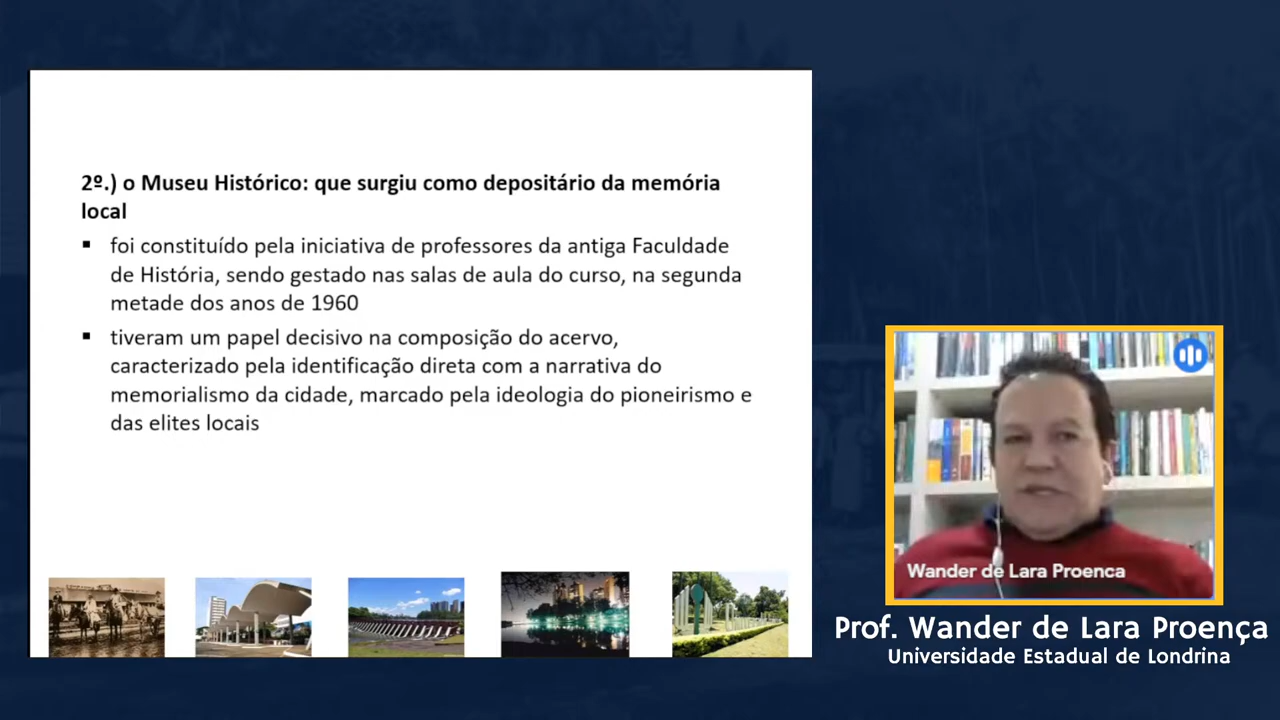 2º.) o Museu Histórico: que surgiu como depositário da memória
local
▪ foi constituído pela iniciativa de professores da antiga Faculdade
de História, sendo gestado nas salas de aula do curso, na segunda
metade dos anos de 1960
▪ tiveram um papel decisivo na composição do acervo,
caracterizado pela identificação direta com a narrativa do
memorialismo da cidade, marcado pela ideologia do pioneirismo e
das elites locais
Wander de Lara Proenca
Prof. Wander de Lara Proença
Universidade Estadual de Londrina